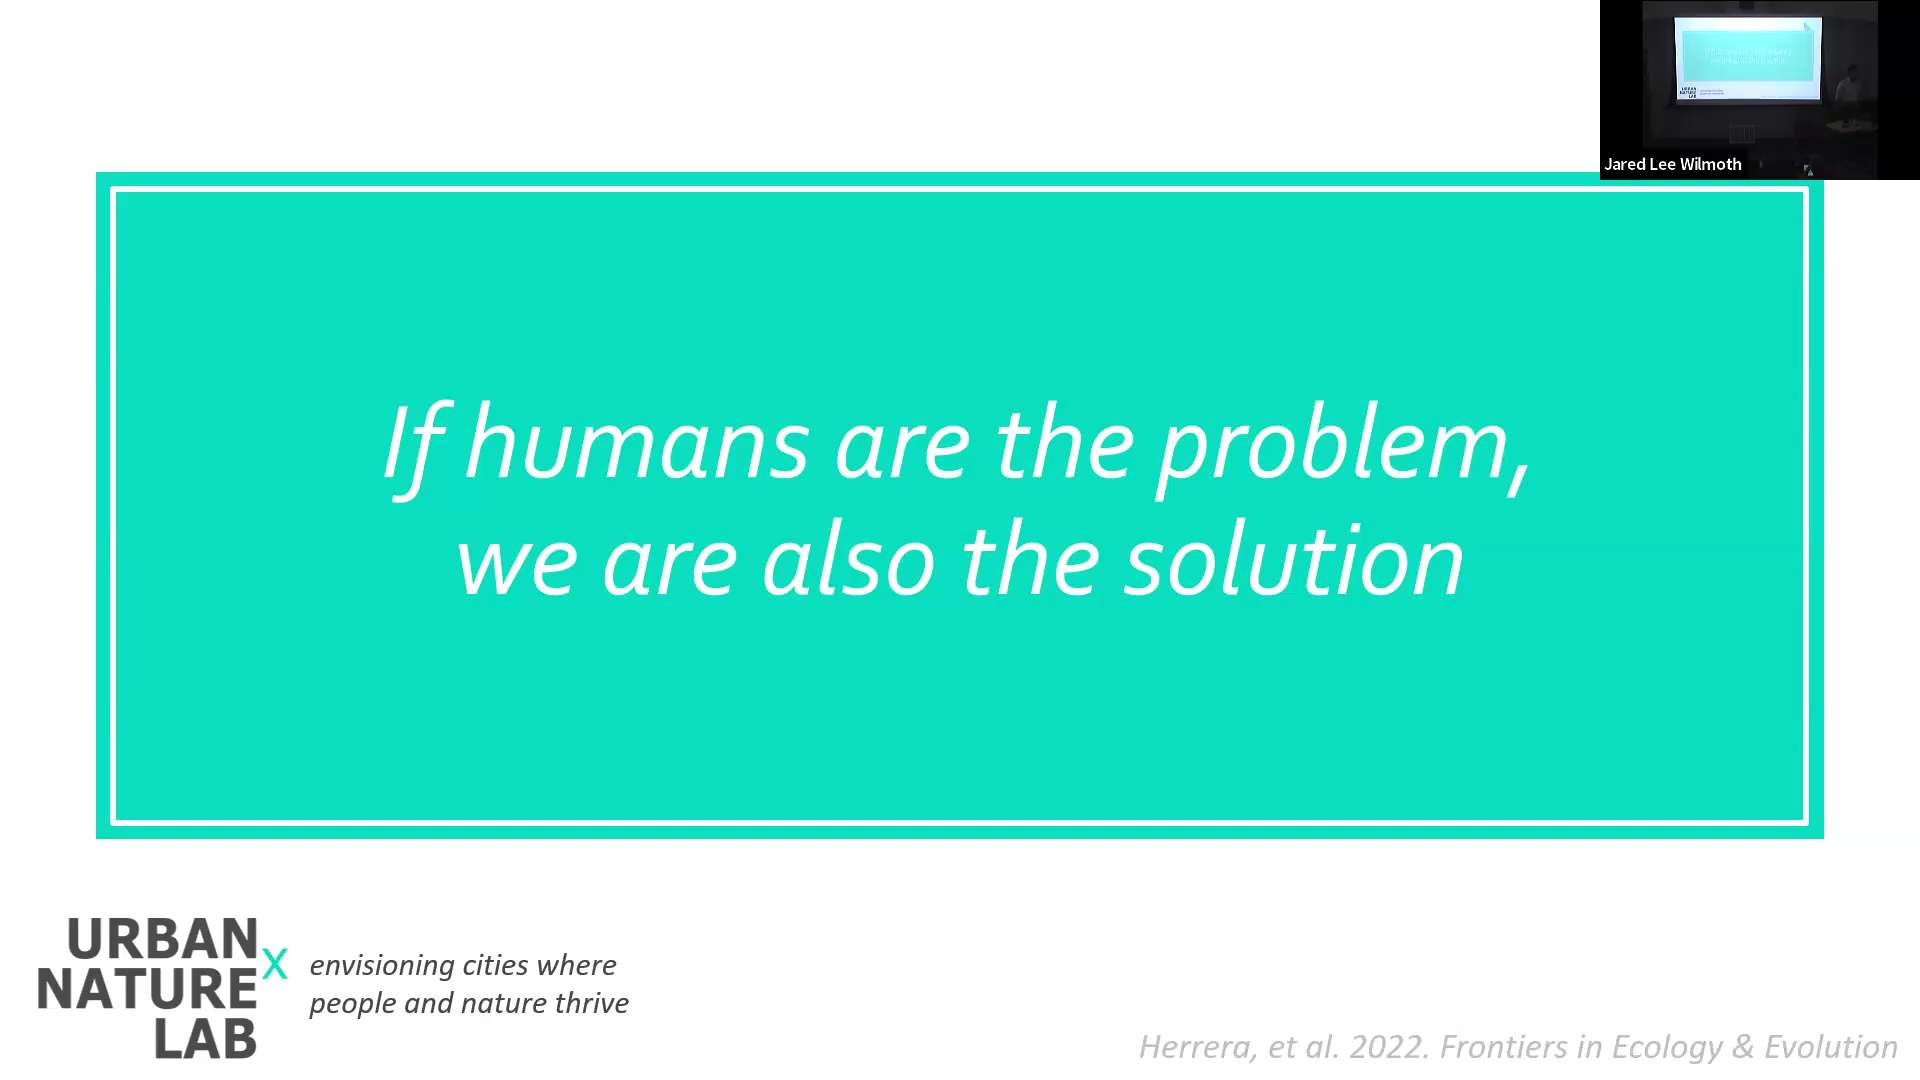 Jared Lee Wilmoth
If humans are the problem,
we are also the solution
URBAN
NATURE
LAB
x
envisioning cities where
people and nature thrive
Herrera, et al. 2022. Frontiers in Ecology & Evolution